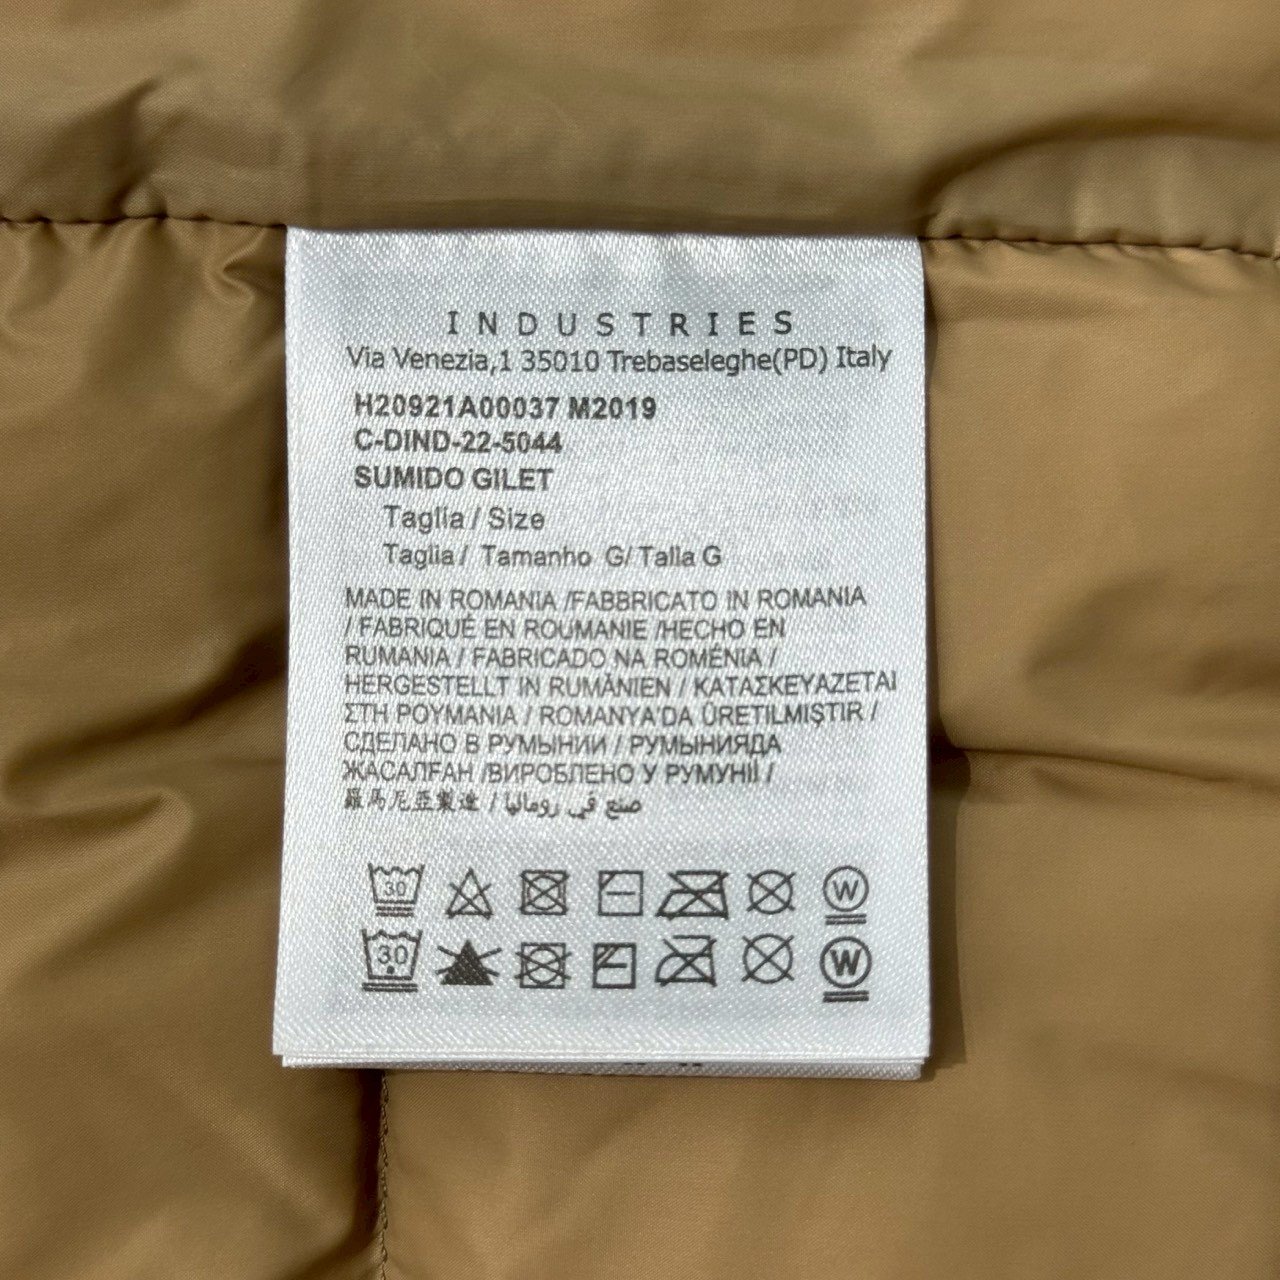 INDUSTRIES
Via Venezia,1 35010 Trebaseleghe(PD) Italy
H20921A00037 M2019
C-DIND-22-5044
SUMIDO GILET
Taglia / Size
Taglia / Tamanho G/ Talla G
MADE IN ROMANIA /FABBRICATO IN ROMANIA
/ FABRIQUÉ EN ROUMANIE /HECHO EN
RUMANIA / FABRICADO NA ROMÉNIA /
HERGESTELLT IN RUMÄNIEN / ΚΑΤΑΣΚΕΥΑΖΕΤΑΙ
ΣΤΗ ΡΟΥΜΑΝΙΑ / ROMANYA'DA ÜRETILMIŞTIR /
СДЕЛАНО В РУМЫНИИ / РУМЫНИЯДА
ЖАСАЛҒАН /ВИРОБЛЕНО У РУМУНІЇ /
羅馬尼亞製造 / صنع في رومانيا
30 W
30 W